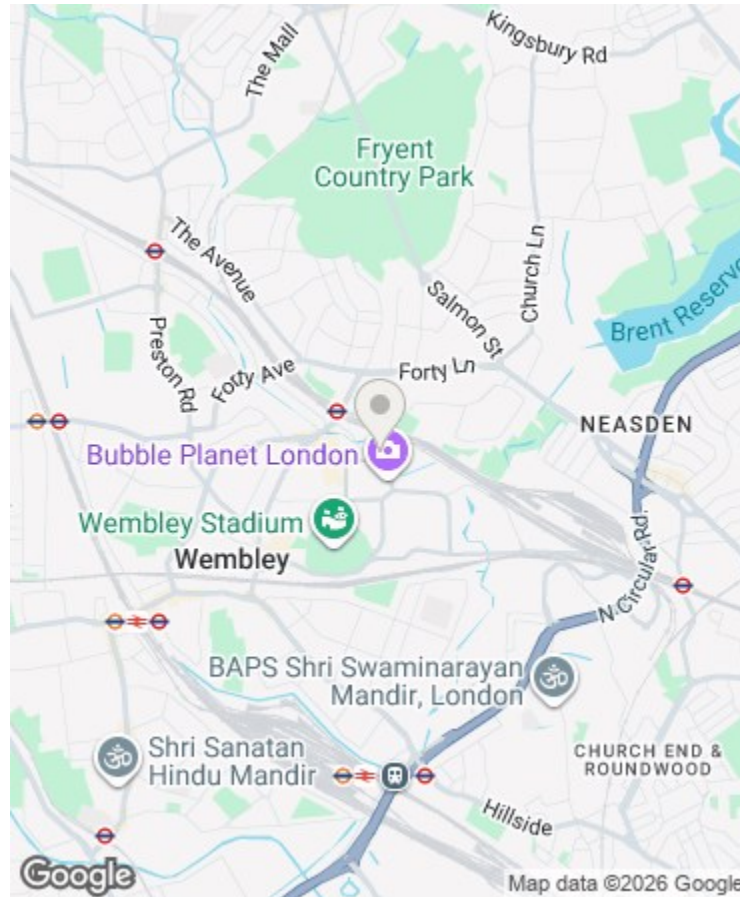 The Mall
Kingsbury Rd
Fryent
Country Park
The Avenue
Church Ln
Salmon St
Brent Reserv
Preston Rd
Forty Ave
Forty Ln
NEASDEN
Bubble Planet London
Wembley Stadium
Wembley
N Circular Rd.
BAPS Shri Swaminarayan
Mandir, London
Shri Sanatan
Hindu Mandir
CHURCH END &
ROUNDWOOD
Hillside
Google
Map data ©2026 Google